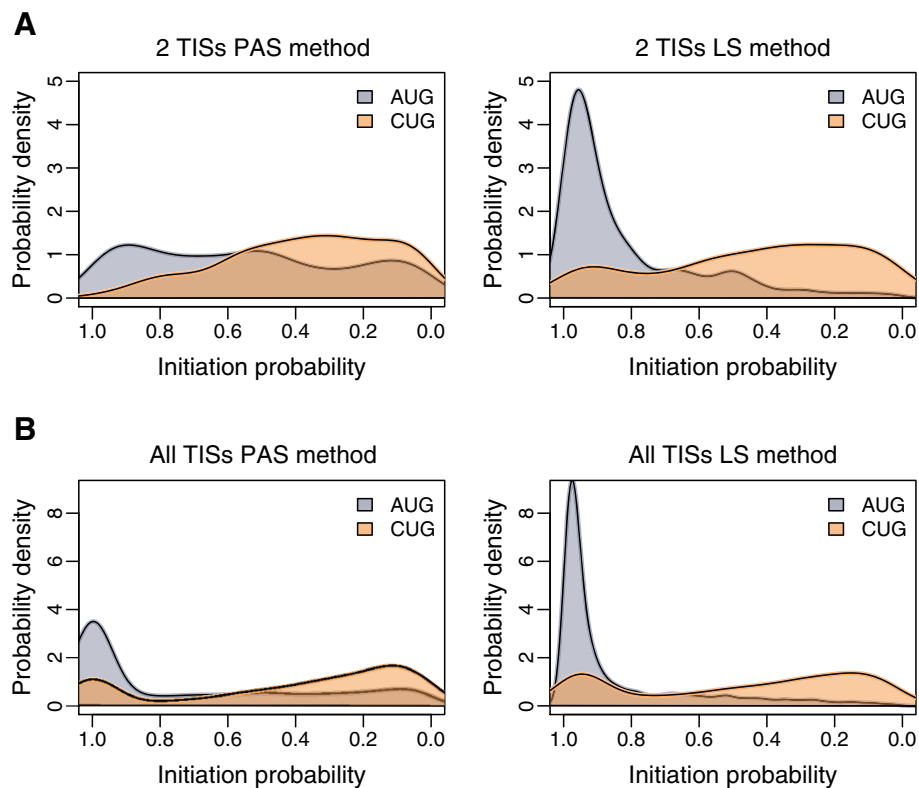 A
2 TISs PAS method
Probability density
5
4
3
2
1
0
AUG
CUG
1.0 0.8 0.6 0.4 0.2 0.0
Initiation probability
2 TISs LS method
Probability density
5
4
3
2
1
0
AUG
CUG
1.0 0.8 0.6 0.4 0.2 0.0
Initiation probability
B
All TISs PAS method
Probability density
8
6
4
2
0
AUG
CUG
1.0 0.8 0.6 0.4 0.2 0.0
Initiation probability
All TISs LS method
Probability density
8
6
4
2
0
AUG
CUG
1.0 0.8 0.6 0.4 0.2 0.0
Initiation probability